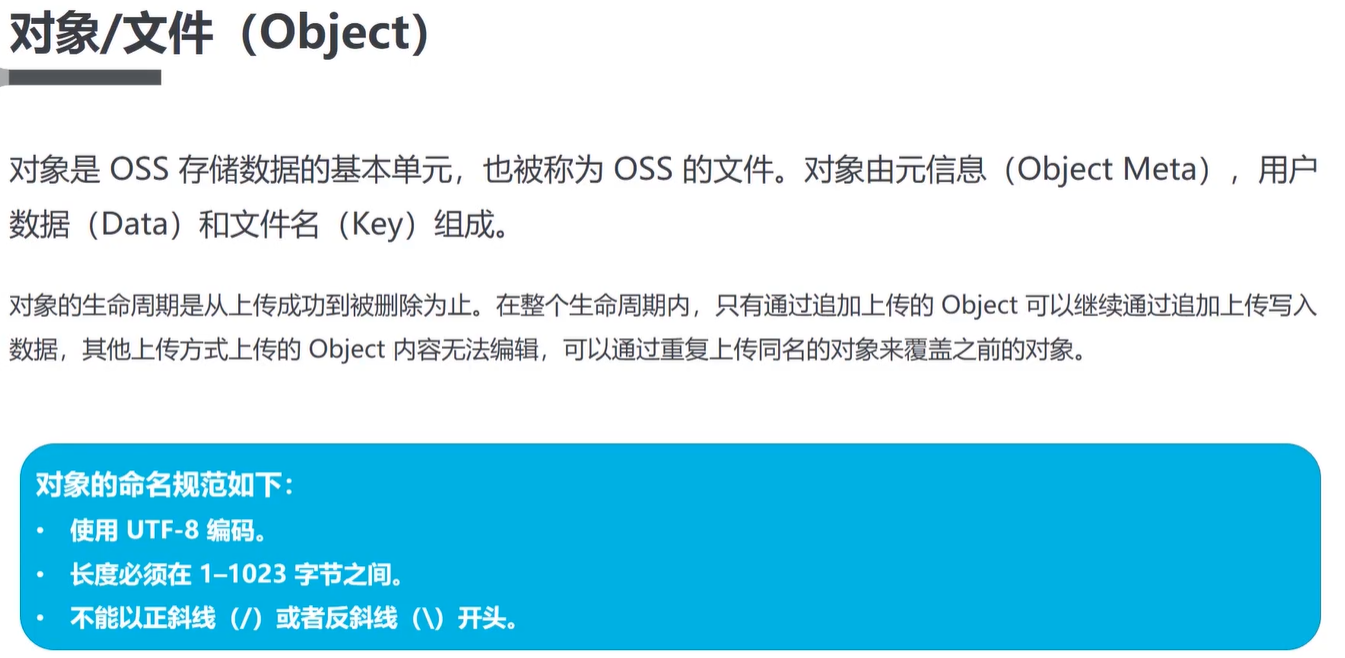 对象/文件（Object）
对象是 OSS 存储数据的基本单元，也被称为 OSS 的文件。对象由元信息（Object Meta），用户
数据（Data）和文件名（Key）组成。
对象的生命周期是从上传成功到被删除为止。在整个生命周期内，只有通过追加上传的 Object 可以继续通过追加上传写入
数据，其他上传方式上传的 Object 内容无法编辑，可以通过重复上传同名的对象来覆盖之前的对象。
对象的命名规范如下：
• 使用 UTF-8 编码。
• 长度必须在 1–1023 字节之间。
• 不能以正斜线（/）或者反斜线（\）开头。